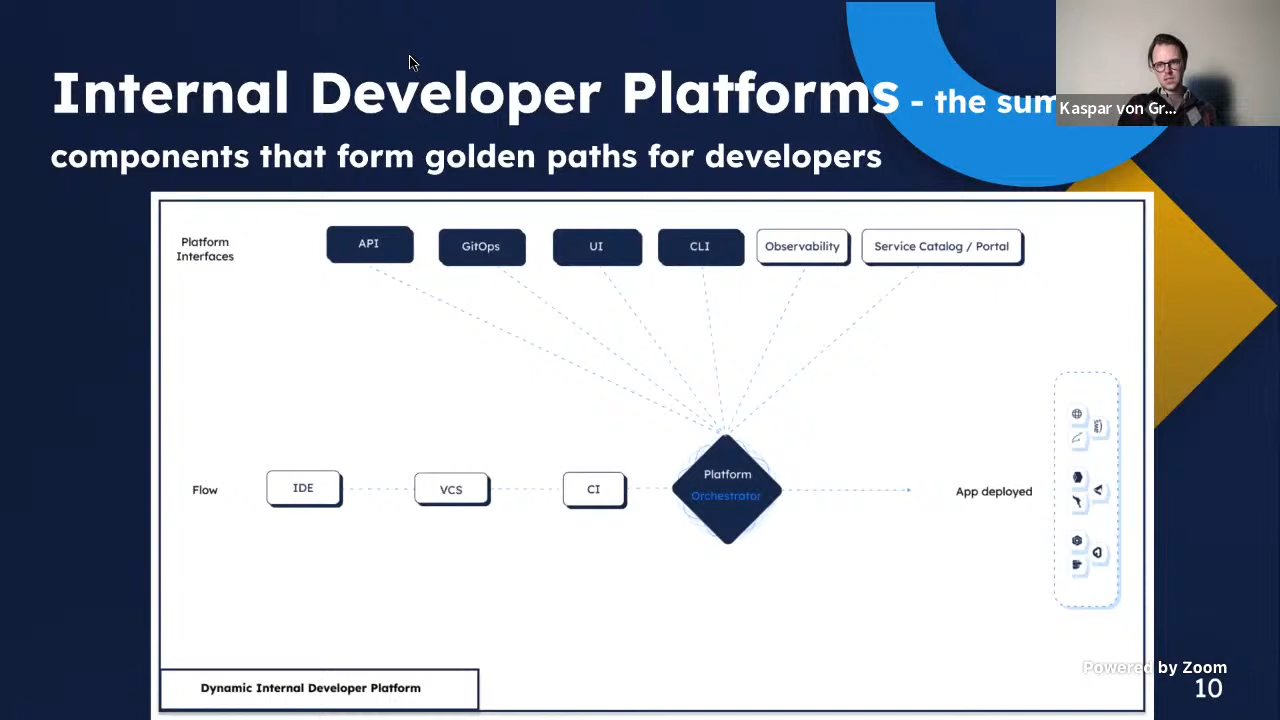 Internal Developer Platforms - the sum
components that form golden paths for developers
Kaspar von Gr...
Platform
Interfaces
API
GitOps
UI
CLI
Observability
Service Catalog / Portal
Flow
IDE
VCS
CI
Platform
Orchestrator
App deployed
Dynamic Internal Developer Platform
Powered by Zoom
10